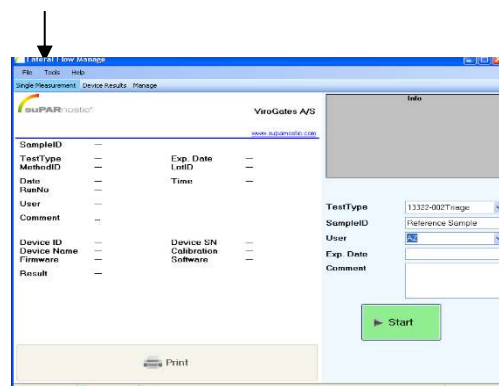 Lateral Flow Manage
File Tools Help
Single Measurement Device Results Manage
suPARnostic®
ViroGates A/S
www.suparnostic.com
SampleID —
TestType — Exp. Date —
MethodID — LotID —
Date — Time —
RunNo —
User —
Comment —
Device ID — Device SN —
Device Name — Calibration —
Firmware — Software —
Result —
Print
Info
TestType 13322-002Triage
SampleID Reference Sample
User AZ
Exp. Date
Comment
Start